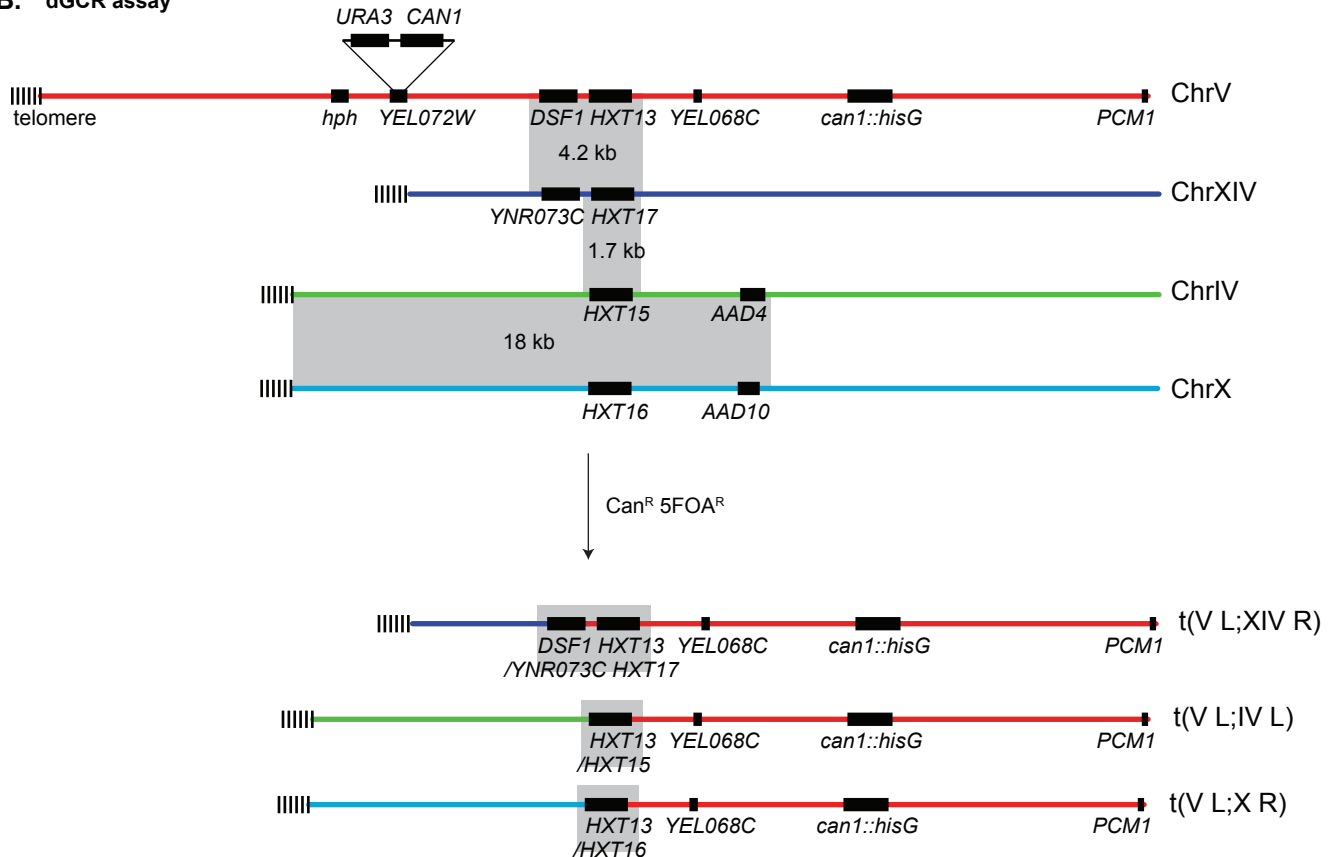 B. dGCR assay
URA3 CAN1
ChrV
telomere hph YEL072W DSF1 HXT13 YEL068C can1::hisG PCM1
4.2 kb
ChrXIV
YNR073C HXT17
1.7 kb
ChrIV
HXT15 AAD4
18 kb
ChrX
HXT16 AAD10
CanR 5FOAR
t(V L;XIV R)
DSF1 HXT13 YEL068C can1::hisG PCM1
/YNR073C HXT17
t(V L;IV L)
HXT13 YEL068C can1::hisG PCM1
/HXT15
t(V L;X R)
HXT13 YEL068C can1::hisG PCM1
/HXT16